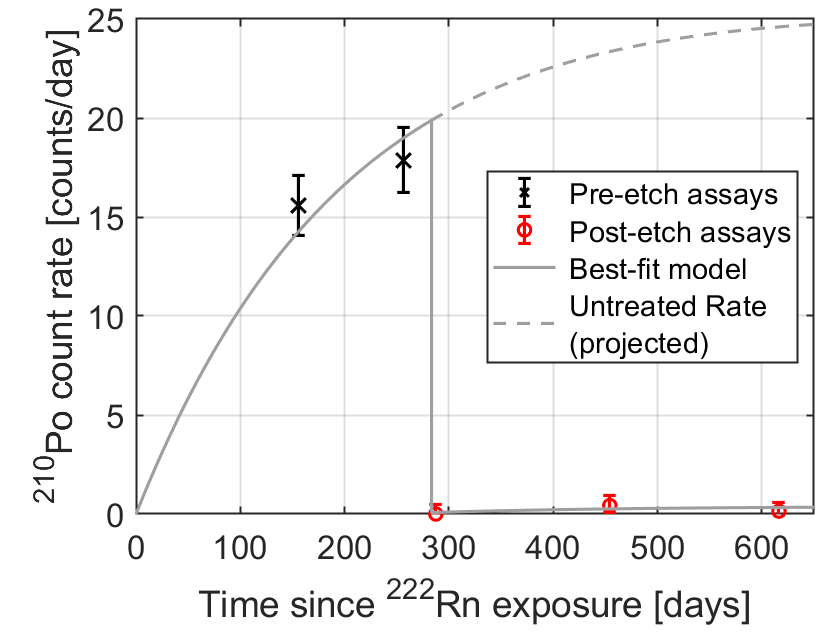 25
20
15
10
5
0
0 100 200 300 400 500 600
²¹⁰Po count rate [counts/day]
Time since ²²²Rn exposure [days]
Pre-etch assays
Post-etch assays
Best-fit model
Untreated Rate
(projected)